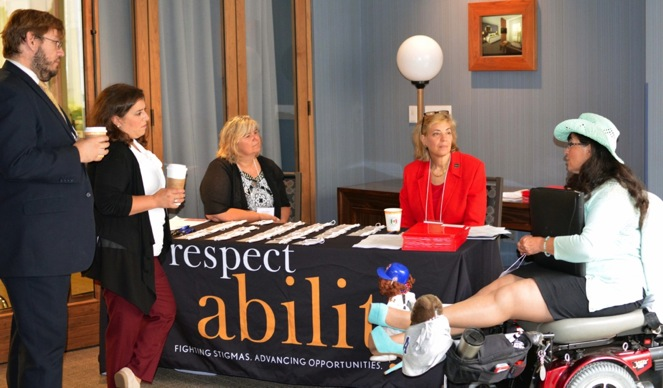 respect
abilit
FIGHTING STIGMAS. ADVANCING OPPORTUNITIES.